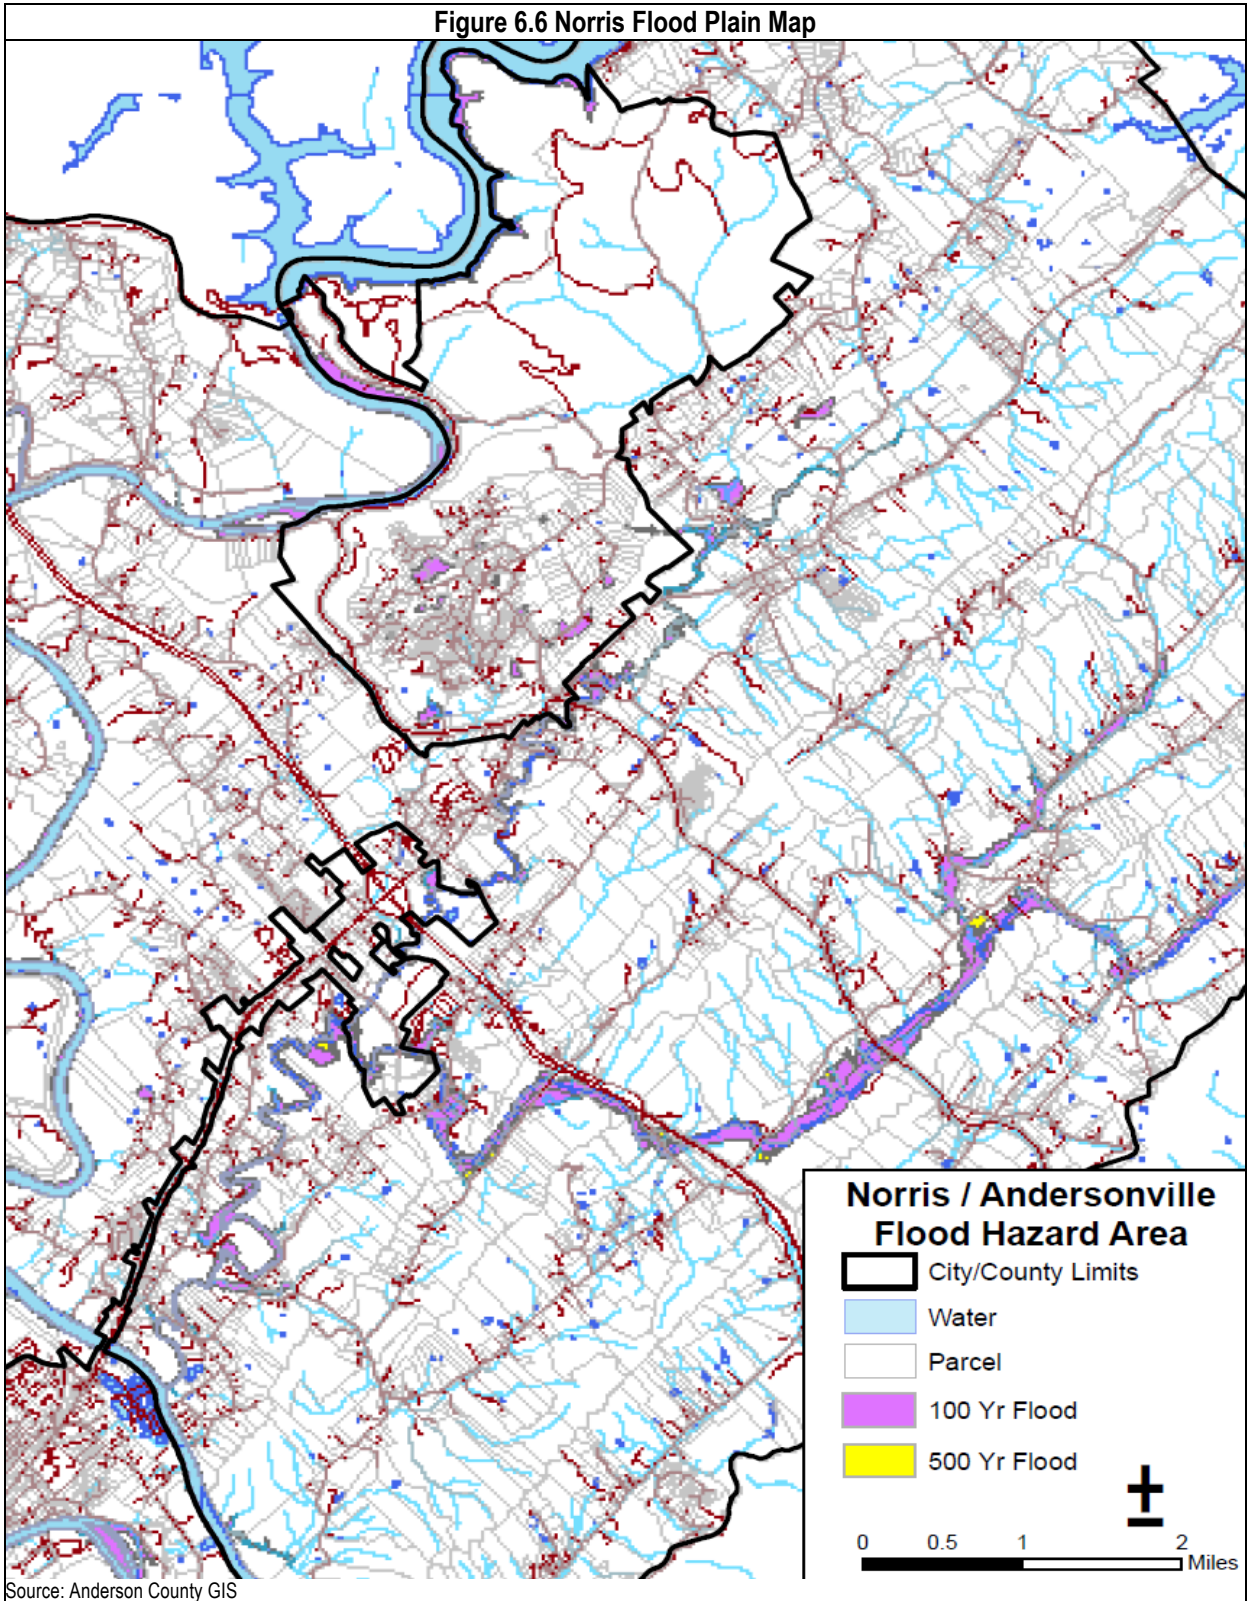 Figure 6.6 Norris Flood Plain Map
Norris / Andersonville
Flood Hazard Area
City/County Limits
Water
Parcel
100 Yr Flood
500 Yr Flood
0 0.5 1 2
Miles
Source: Anderson County GIS